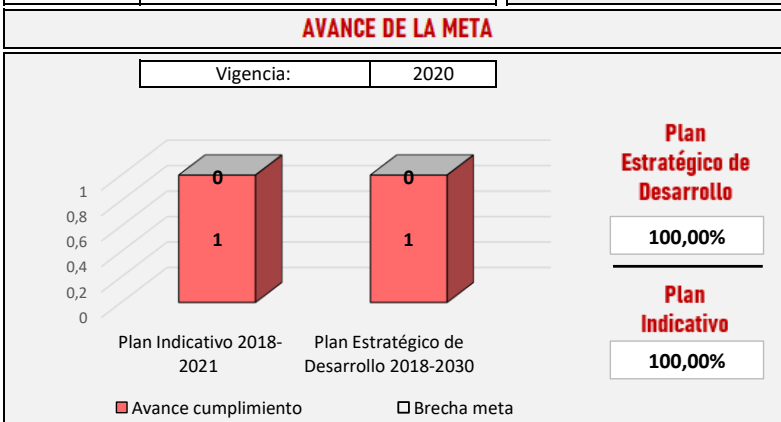 AVANCE DE LA META
Vigencia: 2020
0
0
1
1
1
0,8
0,6
0,4
0,2
0
Plan Indicativo 2018-
2021
Plan Estratégico de
Desarrollo 2018-2030
Avance cumplimiento
Brecha meta
Plan
Estratégico de
Desarrollo
100,00%
Plan
Indicativo
100,00%